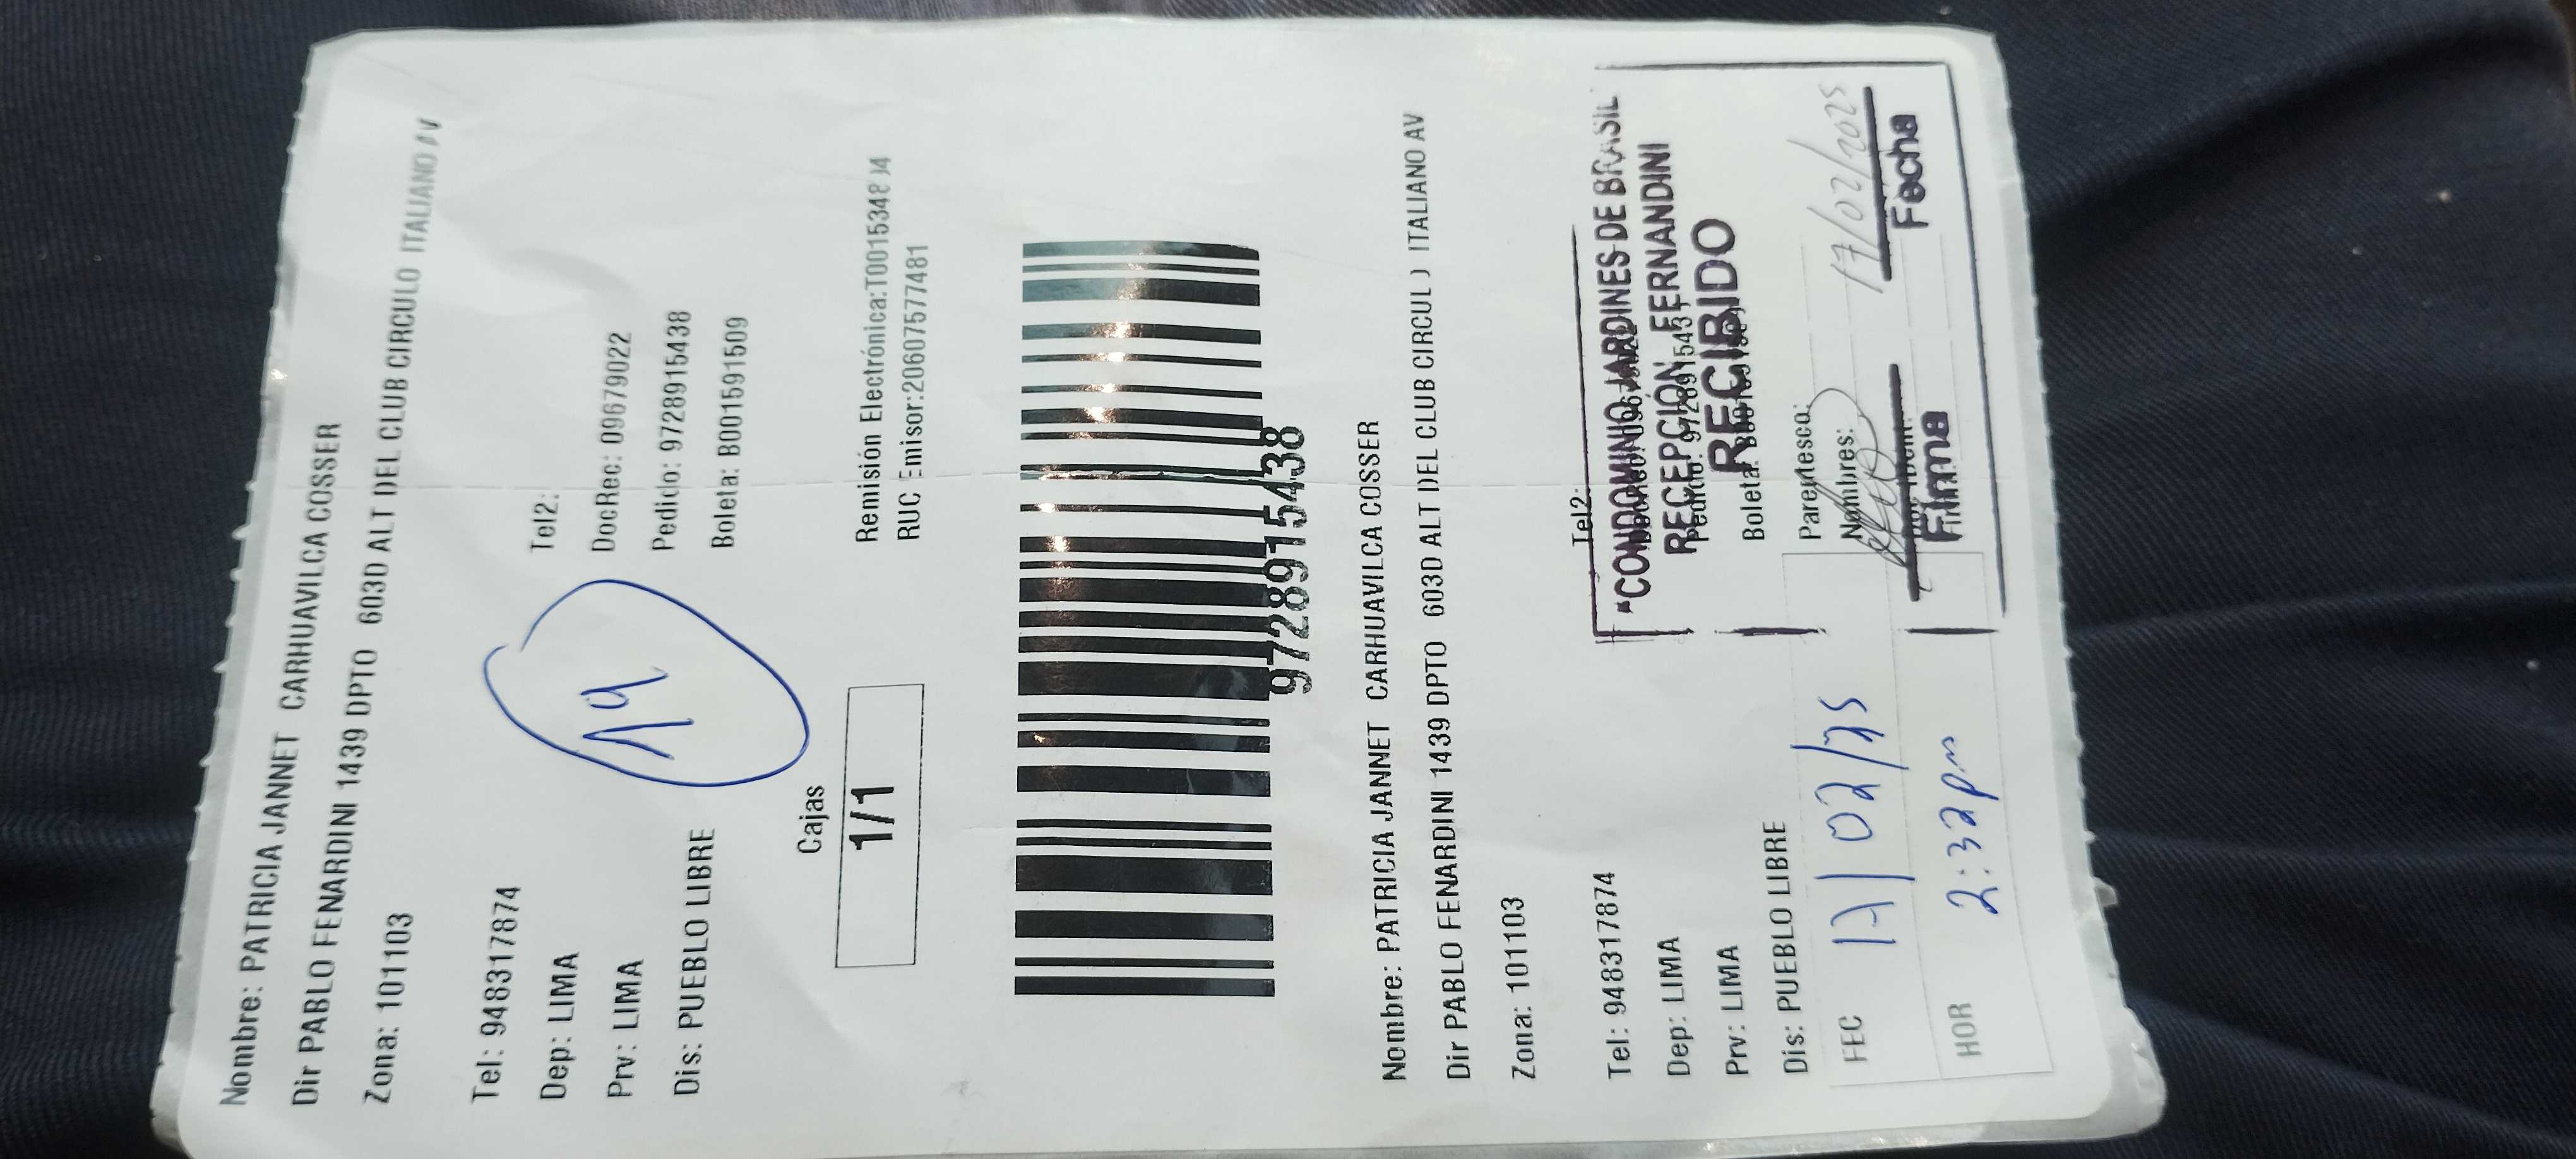 Nombre: PATRICIA JANNET CARHUAVILCA COSSER
Dir PABLO FENARDINI 1439 DPTO 603D ALT DEL CLUB CIRCULO ITALIANO AV
Zona: 101103
Tel: 948317874
Tel2:
Dep: LIMA
DocRec: 09679022
Prv: LIMA
Pedido: 9728915438
Dis: PUEBLO LIBRE
Boleta: B001591509
19
Cajas
1/1
Remisión Electrónica:T001534894
RUC Emisor:20607577481
9728915438
Nombre: PATRICIA JANNET CARHUAVILCA COSSER
Dir PABLO FENARDINI 1439 DPTO 603D ALT DEL CLUB CIRCUL ) ITALIANO AV
Zona: 101103
Tel: 948317874
Tel2:
Dep: LIMA
Prv: LIMA
Dis: PUEBLO LIBRE
"CONDOMINIO JARDINES DE BRASIL
RECEPCIÓN FERNANDINI
RECIBIDO
Pedido:
Boleta:
Parentesco:
Nombres:
17/02/2025
Firma
Fecha
FEC 17/02/25
HOR 2:32pm